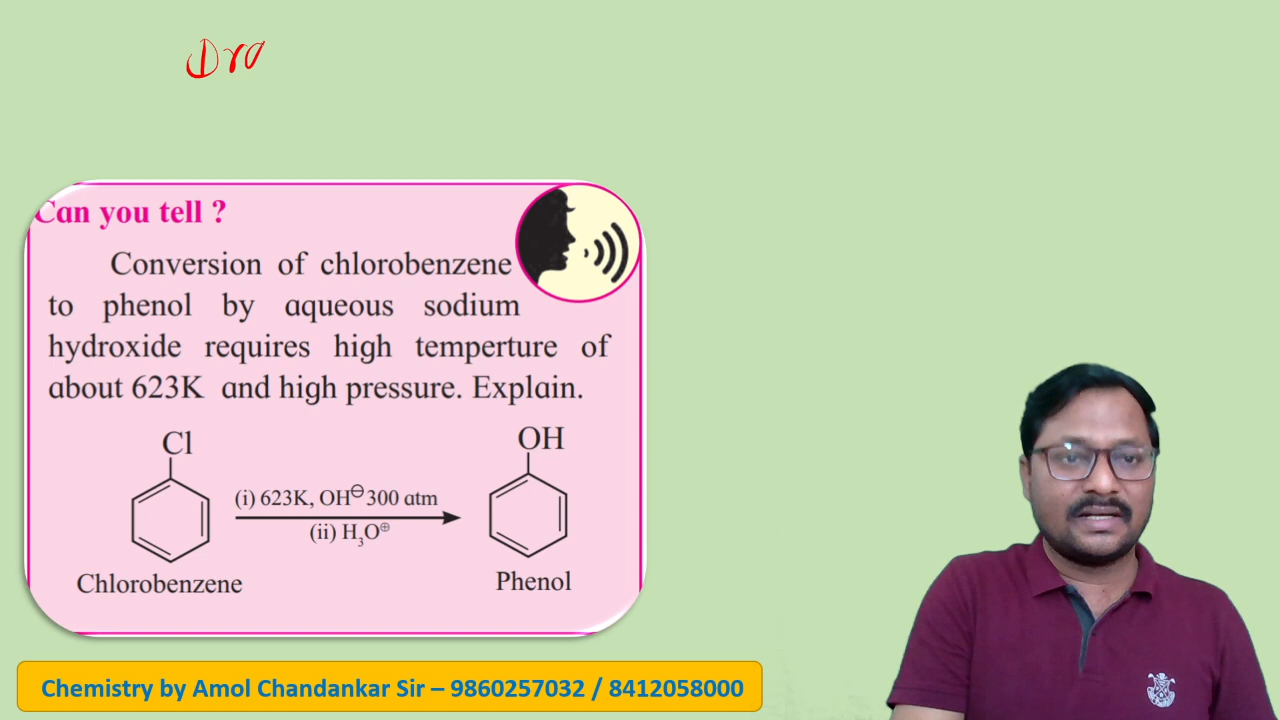 Dra
Can you tell ?
Conversion of chlorobenzene
to phenol by aqueous sodium
hydroxide requires high temperture of
about 623K and high pressure. Explain.
Cl
OH
(i) 623K, OH⊖ 300 atm
(ii) H₃O⊕
Chlorobenzene
Phenol
Chemistry by Amol Chandankar Sir – 9860257032 / 8412058000